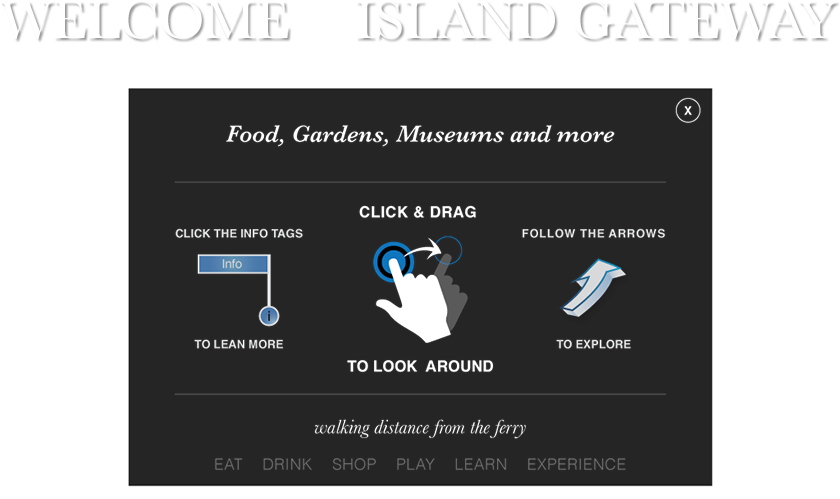 WELCOME ISLAND GATEWAY
X
Food, Gardens, Museums and more
CLICK & DRAG
CLICK THE INFO TAGS
FOLLOW THE ARROWS
Info
i
TO LEAN MORE
TO EXPLORE
TO LOOK AROUND
walking distance from the ferry
EAT DRINK SHOP PLAY LEARN EXPERIENCE